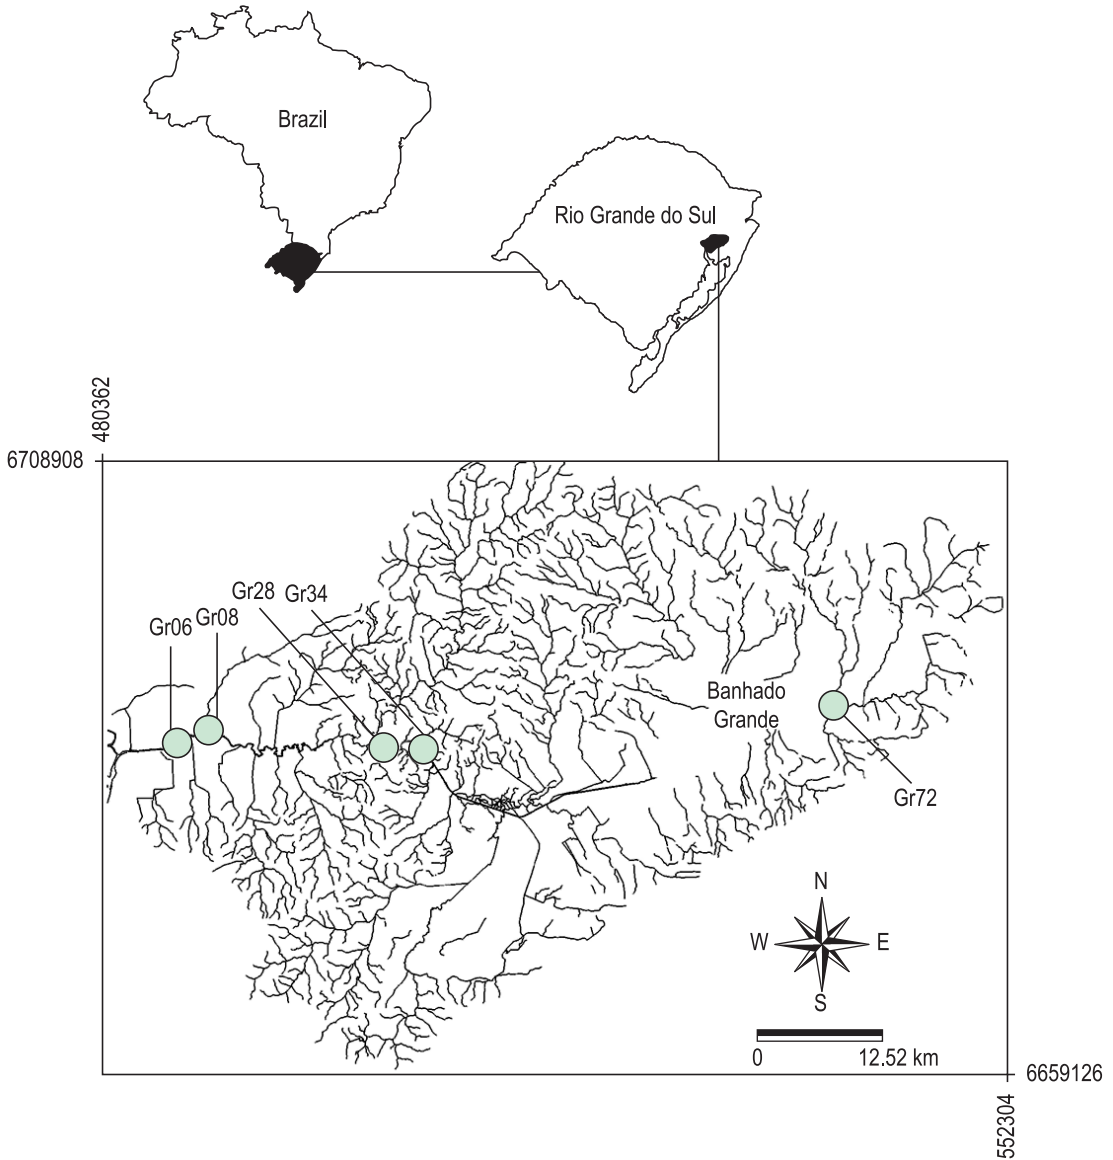 Brazil
Rio Grande do Sul
480362
6708908
Gr28
Gr34
Gr06
Gr08
Banhado
Grande
Gr72
N
W
E
S
0
12.52 km
6659126
552304